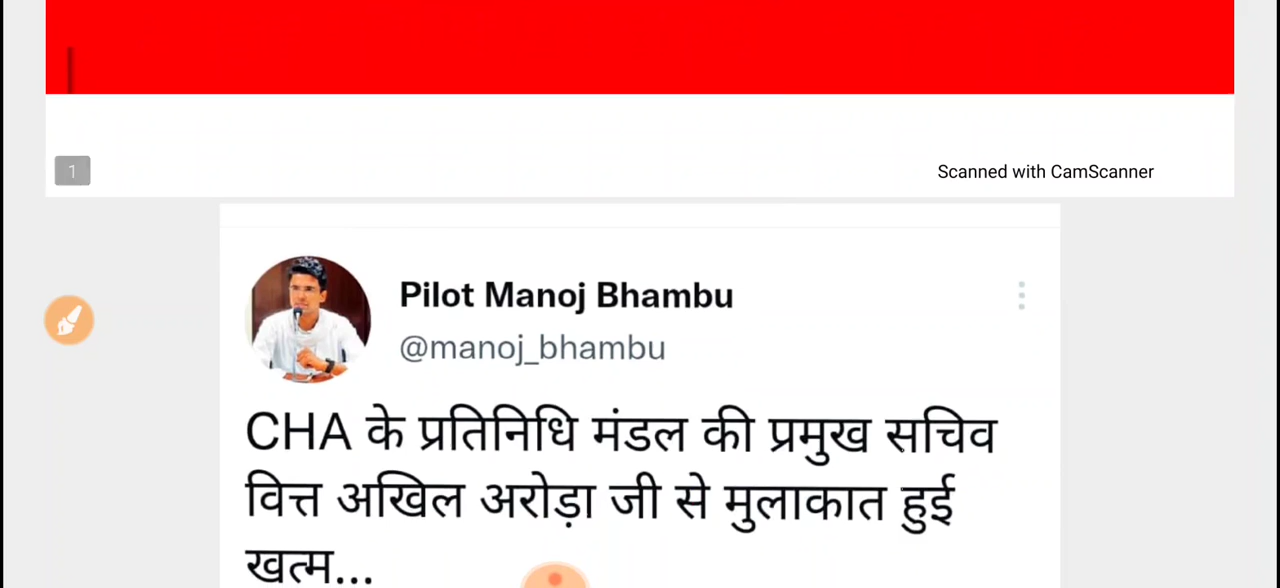 1
Scanned with CamScanner
Pilot Manoj Bhambu
@manoj_bhambu
CHA के प्रतिनिधि मंडल की प्रमुख सचिव
वित्त अखिल अरोड़ा जी से मुलाकात हुई
खत्म...